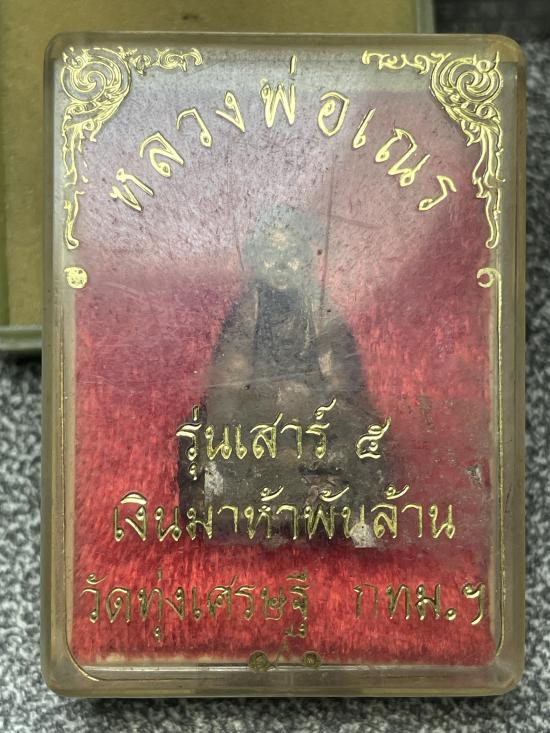 หลวงพ่อเณร
รุ่นเสาร์ ๕
เงินมาห้าพันล้าน
วัดทุ่งเศรษฐี กทม.ฯ